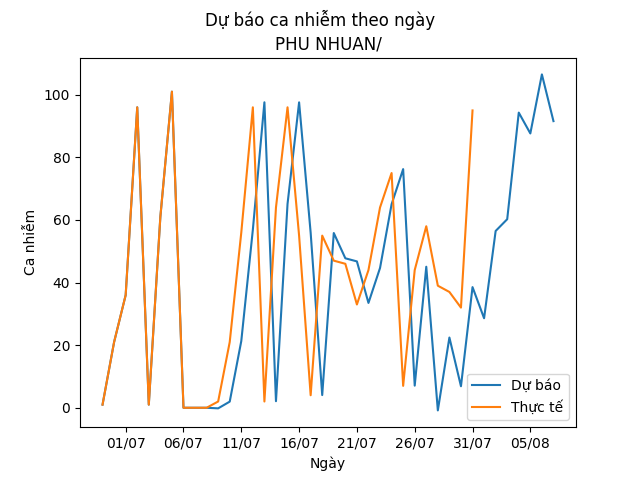 Dự báo ca nhiễm theo ngày
PHU NHUAN/
Ca nhiễm
100
80
60
40
20
0
01/07 06/07 11/07 16/07 21/07 26/07 31/07 05/08
Ngày
Dự báo
Thực tế